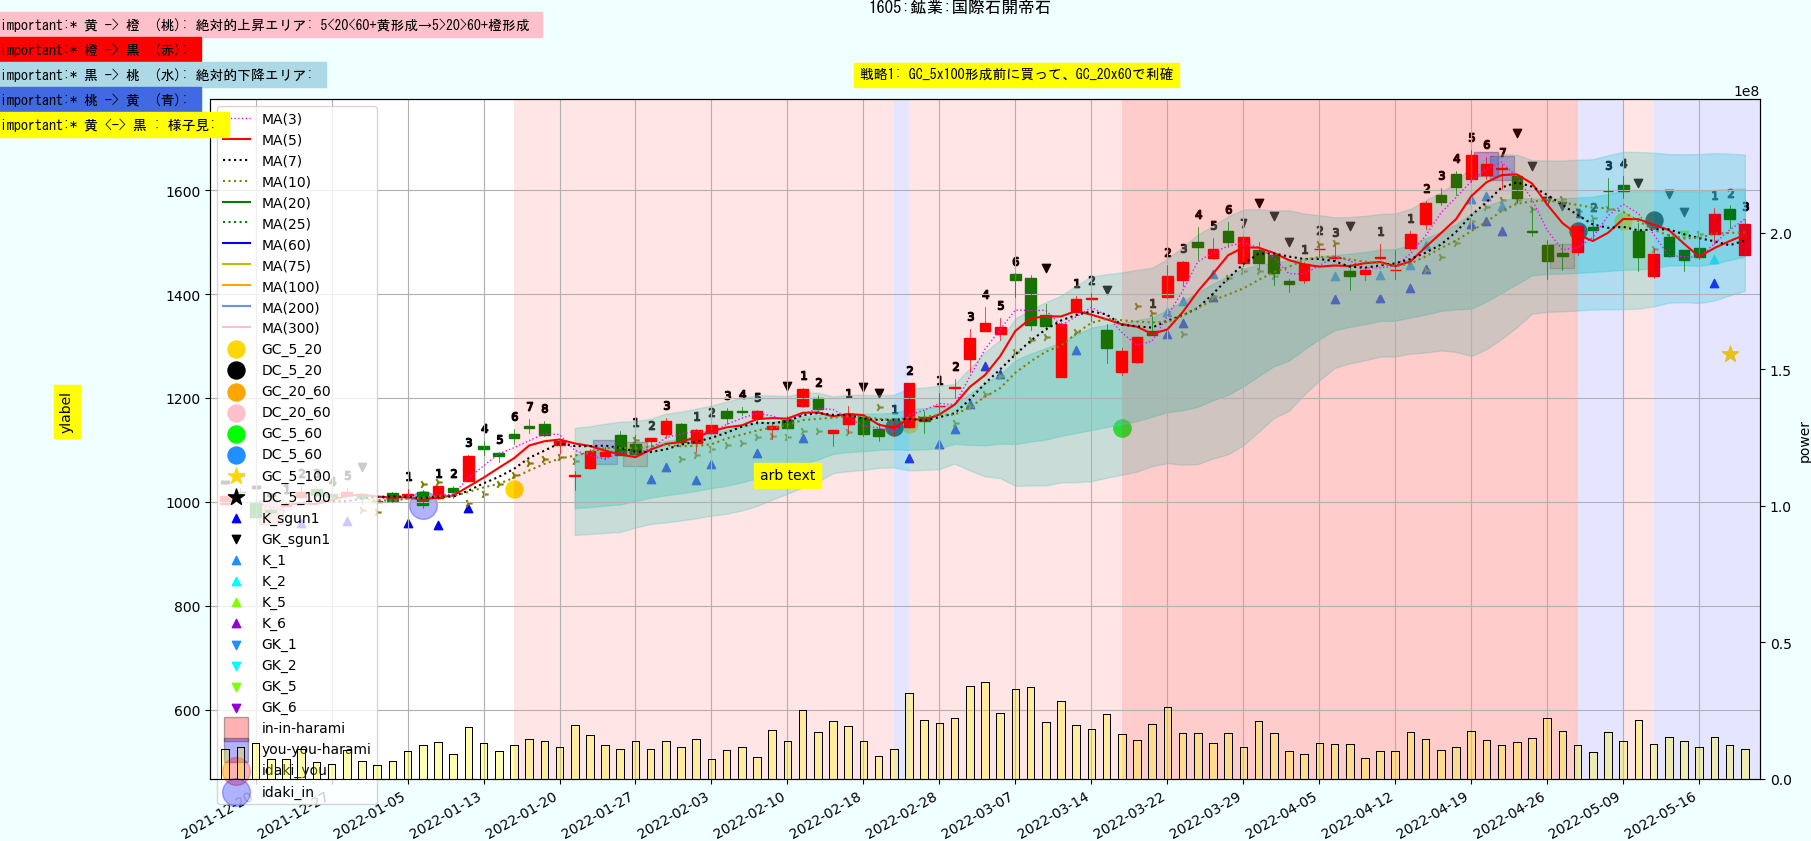 1605:鉱業:国際石開帝石
important:* 黄 -> 橙 (桃): 絶対的上昇エリア: 5<20<60+黄形成→5>20>60+橙形成
important:* 橙 -> 黒 (赤):
important:* 黒 -> 桃 (水): 絶対的下降エリア:
戦略1: GC_5x100形成前に買って、GC_20x60で利確
important:* 桃 -> 黄 (青):
important:* 黄 <-> 黒 : 様子見:
1e8
MA(3)
MA(5)
MA(7)
MA(10)
MA(20)
MA(25)
MA(60)
MA(75)
MA(100)
MA(200)
MA(300)
GC_5_20
DC_5_20
GC_20_60
DC_20_60
GC_5_60
DC_5_60
GC_5_100
DC_5_100
K_sgun1
GK_sgun1
K_1
K_2
K_5
K_6
GK_1
GK_2
GK_5
GK_6
in-in-harami
you-you-harami
idaki_you
idaki_in
1600
1400
1200
1000
800
600
ylabel
arb text
2.0
1.5
1.0
0.5
0.0
power
2021-12-20
2021-12-27
2022-01-05
2022-01-13
2022-01-20
2022-01-27
2022-02-03
2022-02-10
2022-02-18
2022-02-28
2022-03-07
2022-03-14
2022-03-22
2022-03-29
2022-04-05
2022-04-12
2022-04-19
2022-04-26
2022-05-09
2022-05-16